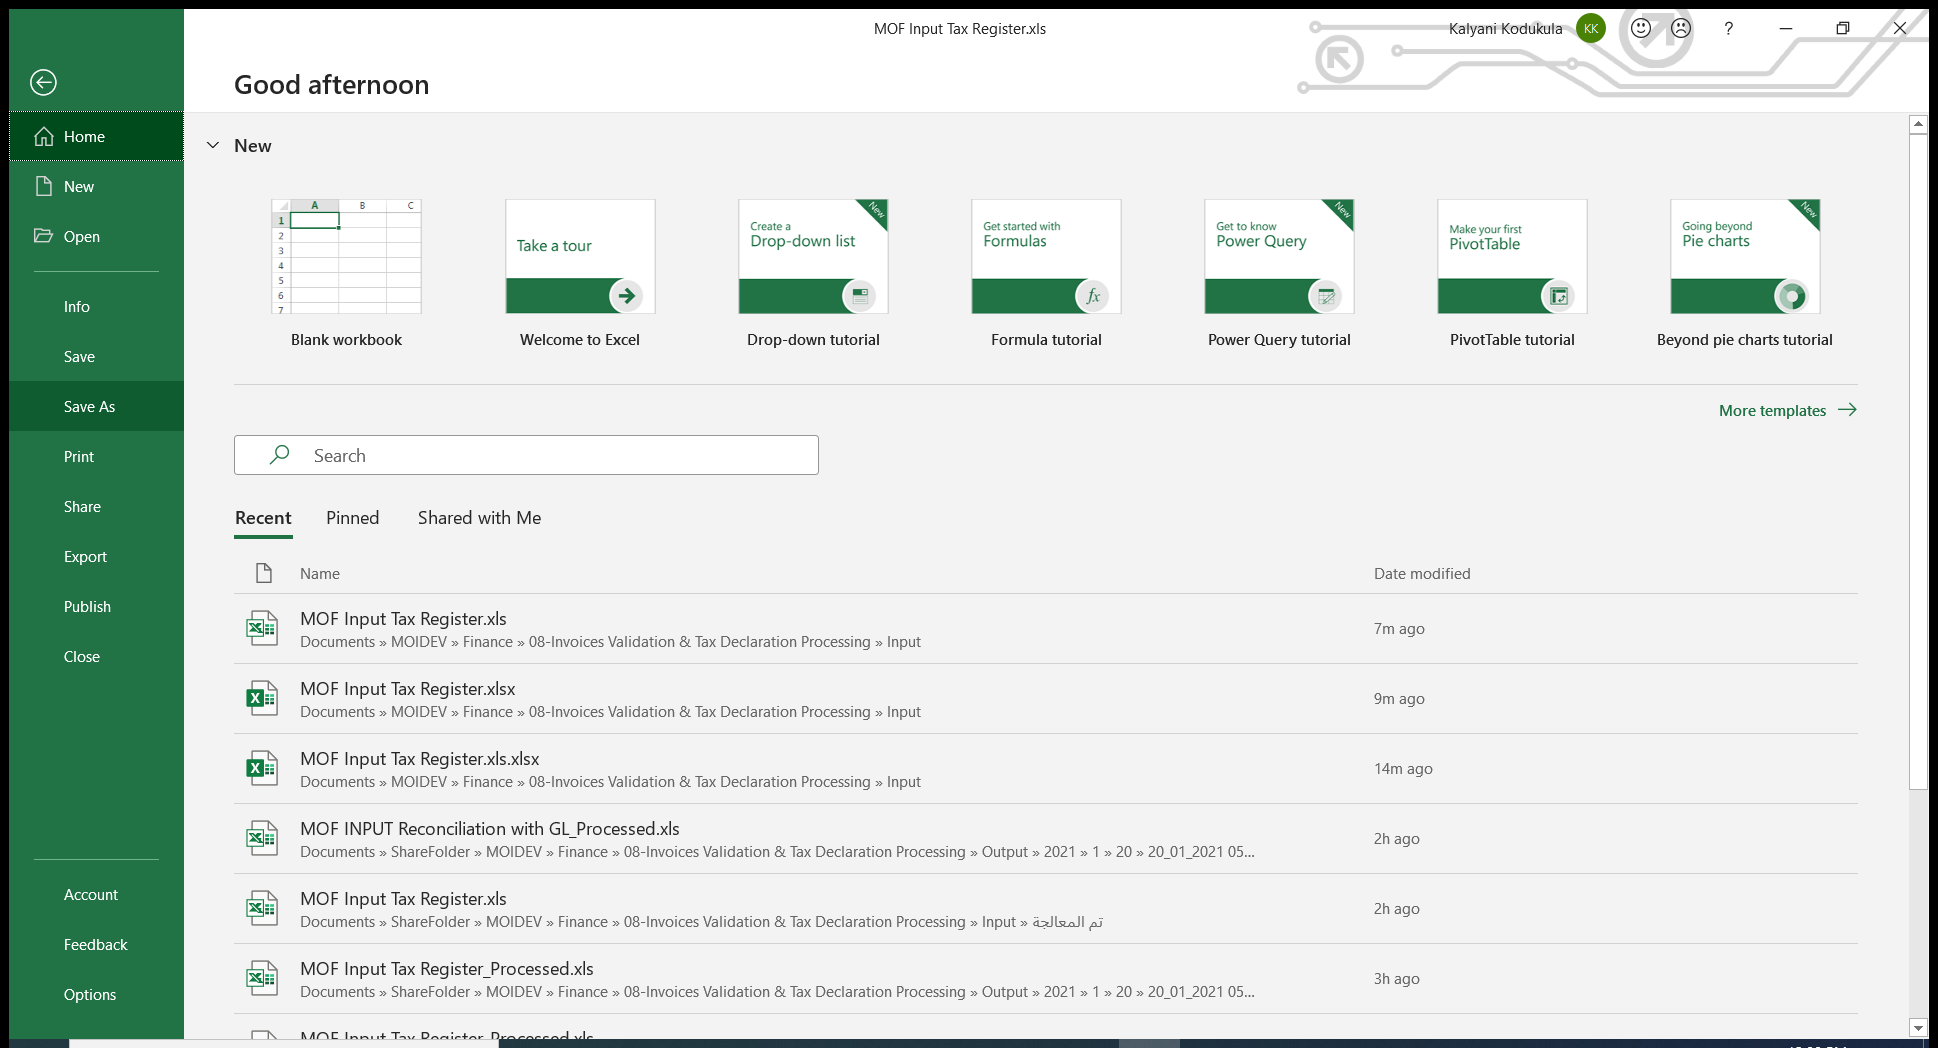 MOF Input Tax Register.xls
Kalyani Kodukula
KK
?
Good afternoon
Home
New
Open
Info
Save
Save As
Print
Share
Export
Publish
Close
Account
Feedback
Options
New
A B C
1
2
3
4
5
6
7
Blank workbook
Take a tour
Welcome to Excel
New
Create a
Drop-down list
Drop-down tutorial
Get started with
Formulas
fx
Formula tutorial
New
Get to know
Power Query
Power Query tutorial
Make your first
PivotTable
PivotTable tutorial
New
Going beyond
Pie charts
Beyond pie charts tutorial
More templates
Search
Recent Pinned Shared with Me
Name Date modified
MOF Input Tax Register.xls
Documents » MOIDEV » Finance » 08-Invoices Validation & Tax Declaration Processing » Input
7m ago
MOF Input Tax Register.xlsx
Documents » MOIDEV » Finance » 08-Invoices Validation & Tax Declaration Processing » Input
9m ago
MOF Input Tax Register.xls.xlsx
Documents » MOIDEV » Finance » 08-Invoices Validation & Tax Declaration Processing » Input
14m ago
MOF INPUT Reconciliation with GL_Processed.xls
Documents » ShareFolder » MOIDEV » Finance » 08-Invoices Validation & Tax Declaration Processing » Output » 2021 » 1 » 20 » 20_01_2021 05...
2h ago
MOF Input Tax Register.xls
Documents » ShareFolder » MOIDEV » Finance » 08-Invoices Validation & Tax Declaration Processing » Input » تم المعالجة
2h ago
MOF Input Tax Register_Processed.xls
Documents » ShareFolder » MOIDEV » Finance » 08-Invoices Validation & Tax Declaration Processing » Output » 2021 » 1 » 20 » 20_01_2021 05...
3h ago
MOF Input Tax Register_Processed.xls